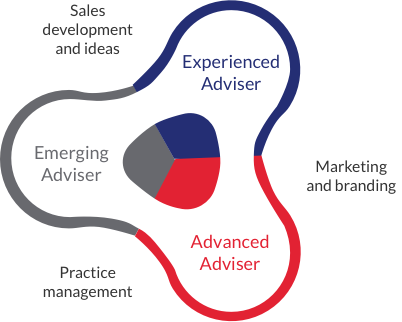 Sales
development
and ideas
Experienced
Adviser
Emerging
Adviser
Marketing
and branding
Advanced
Adviser
Practice
management